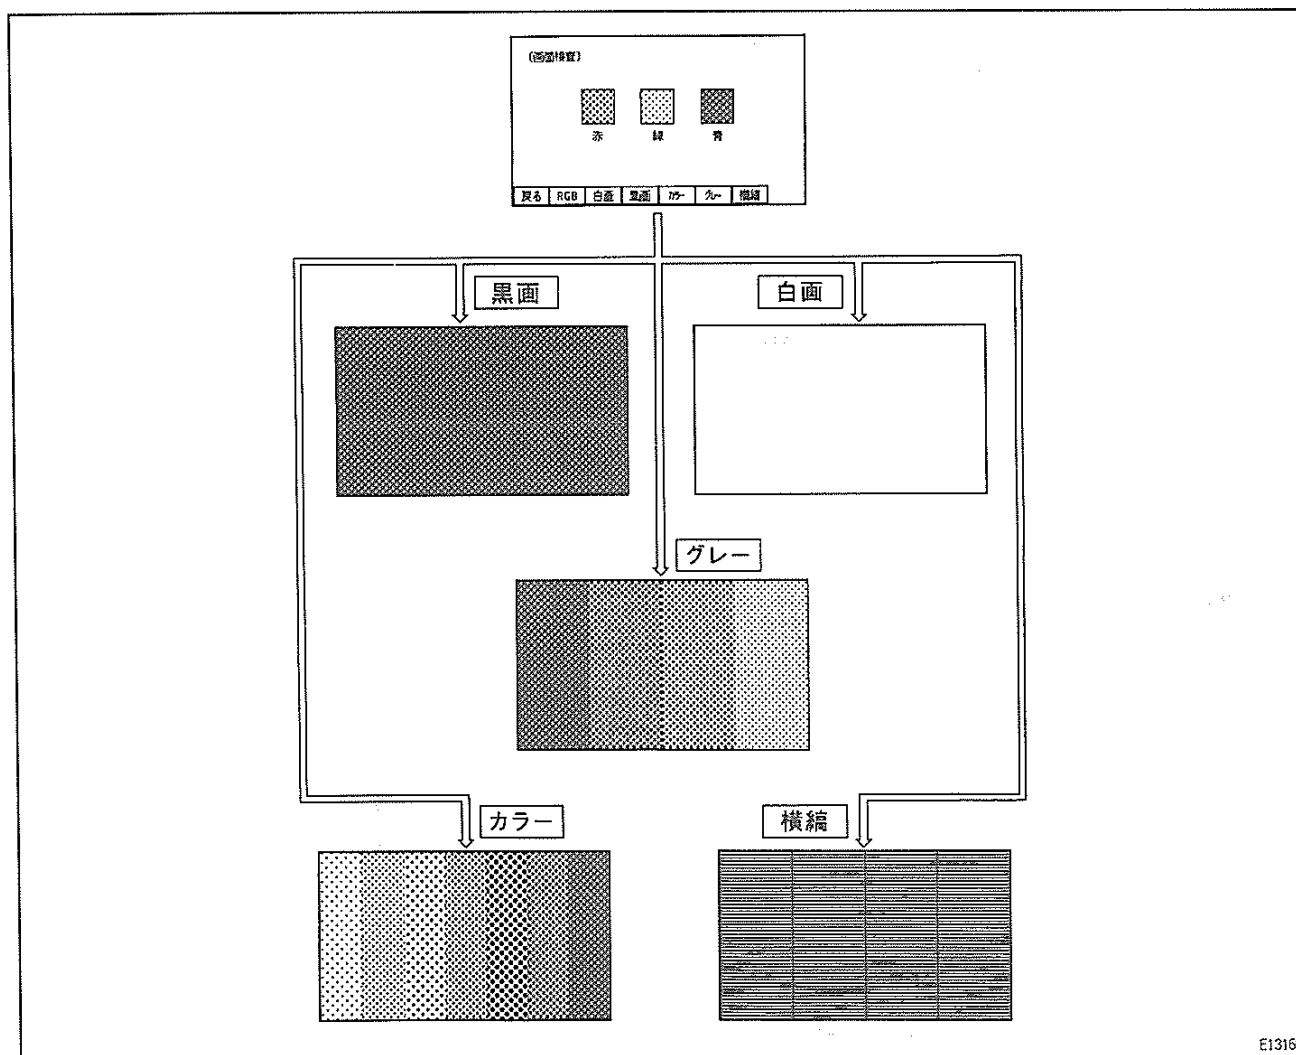 (画面検査)
赤 緑 青
戻る RGB 白画 黒画 カラー グレー 横縞
黒画 白画
グレー
カラー 横縞
E1316